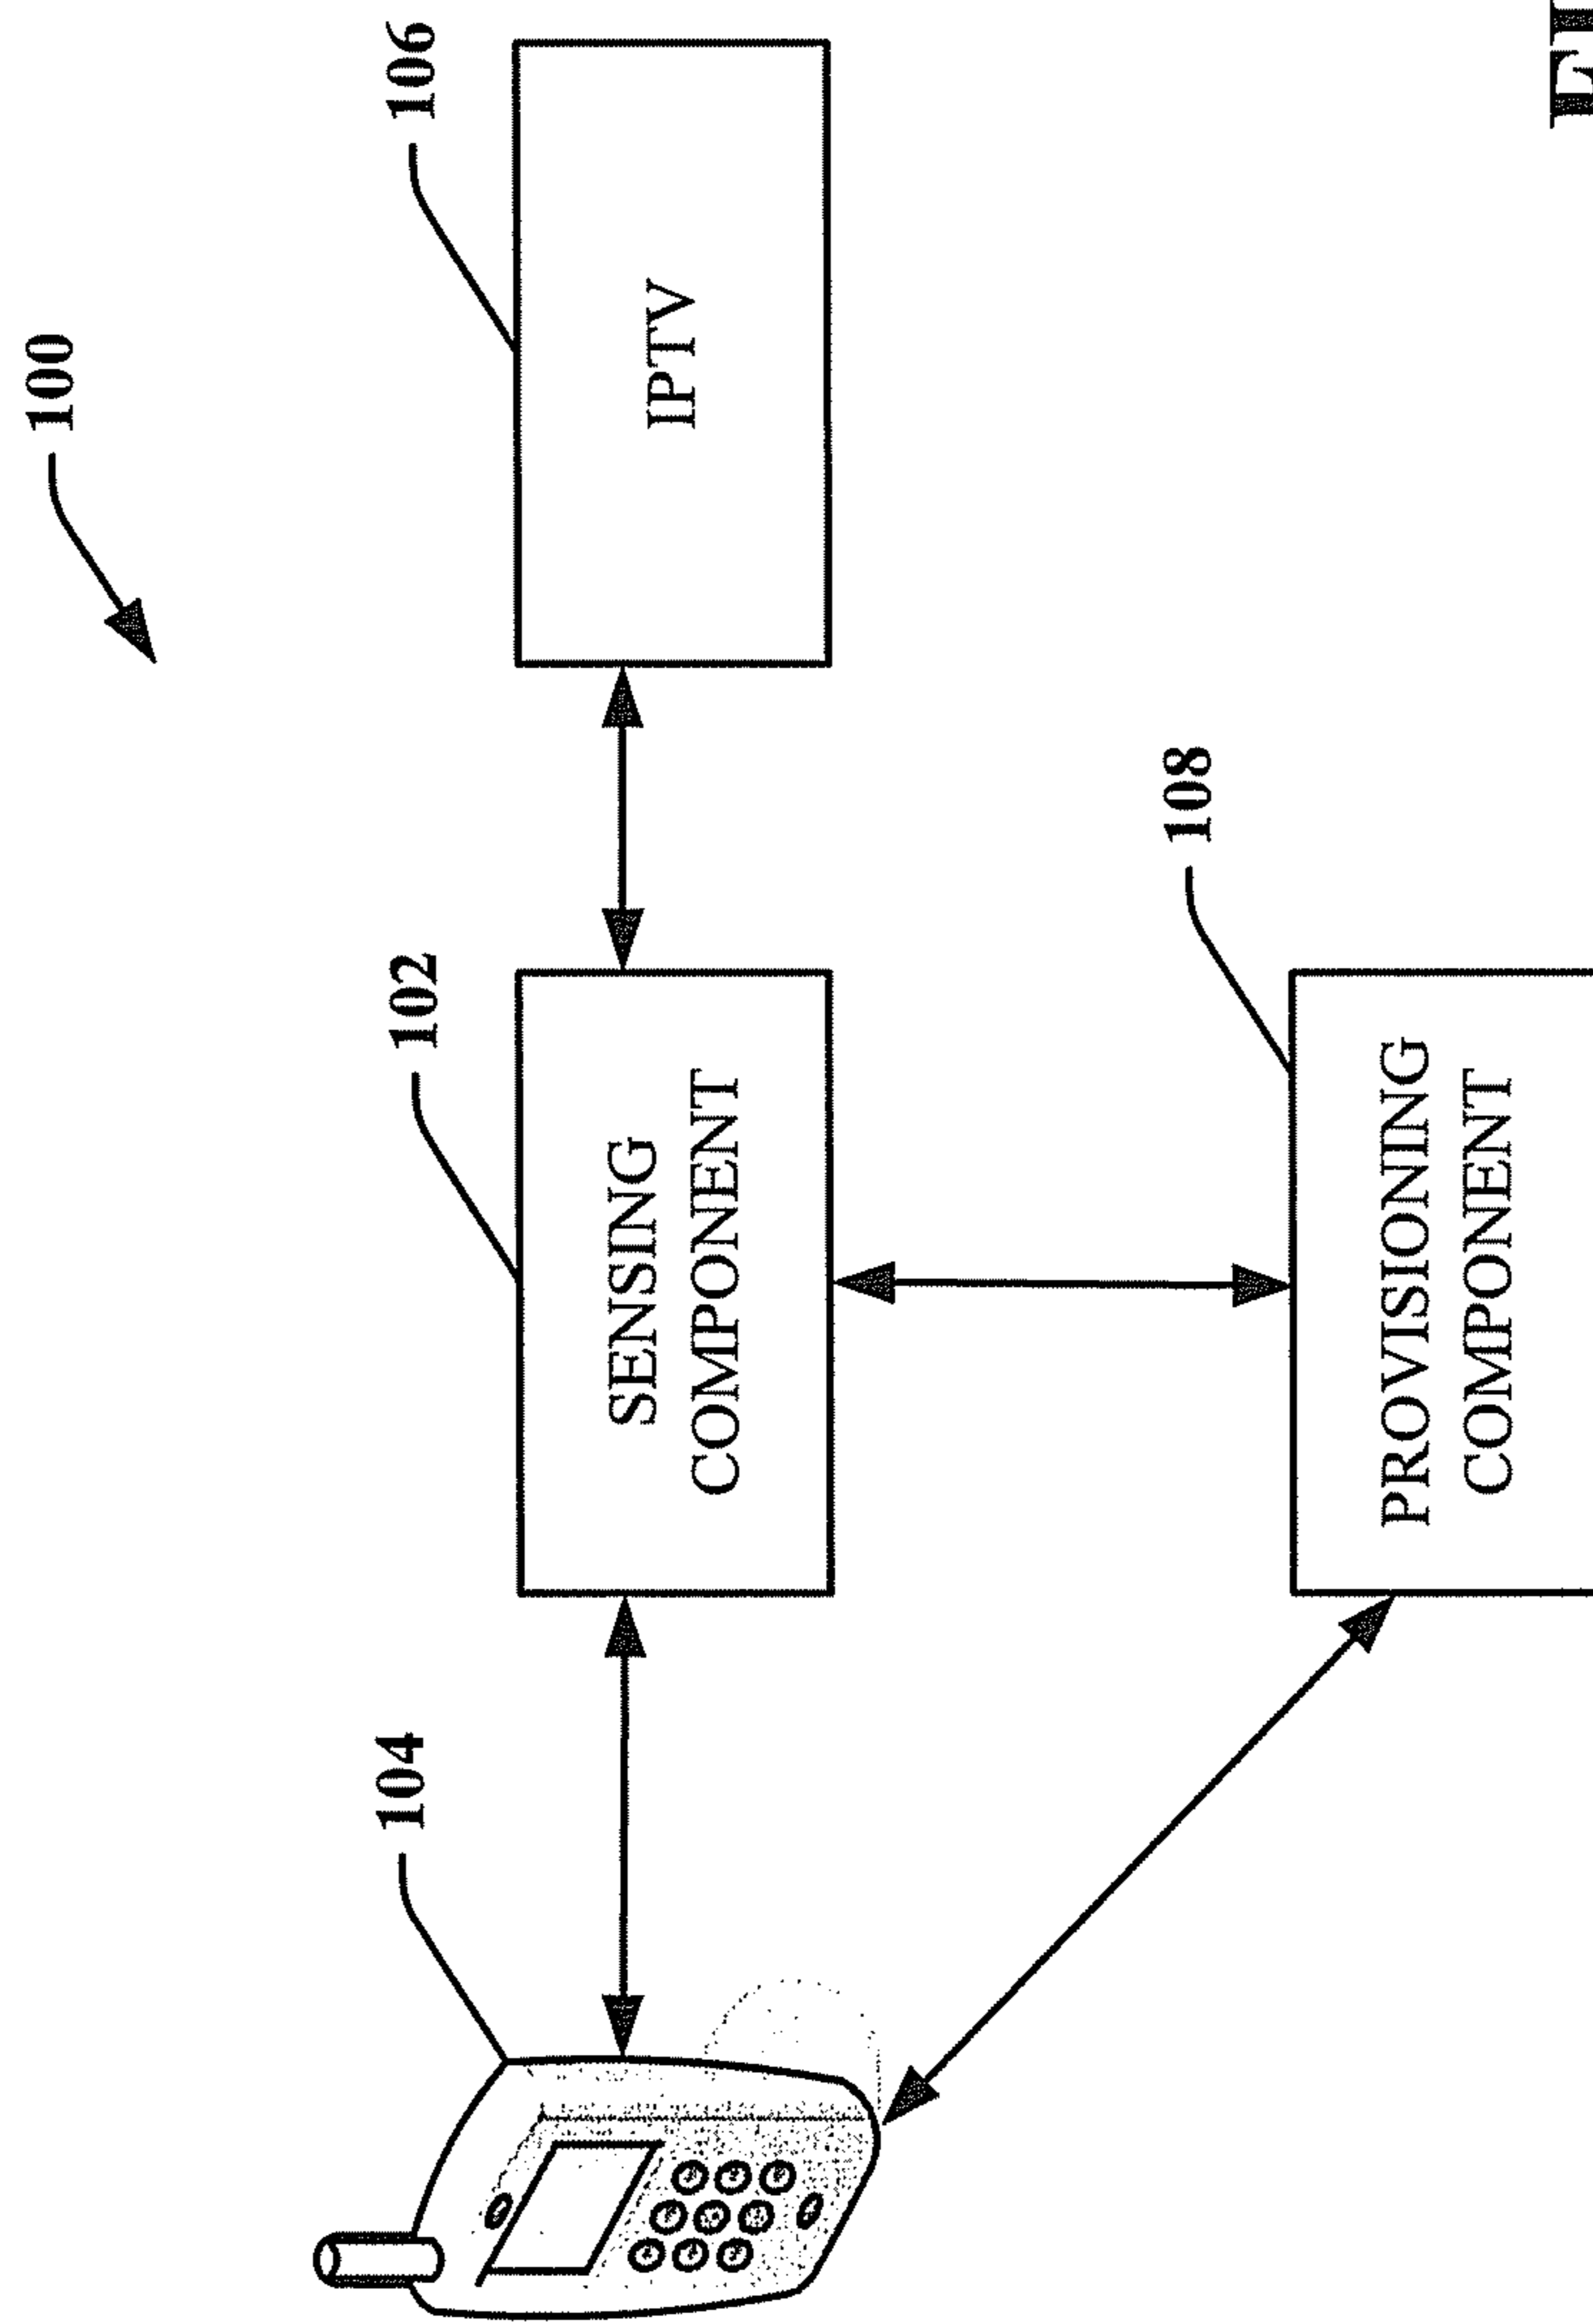 100
104
102
106
SENSING
COMPONENT
IPTV
108
PROVISIONING
COMPONENT